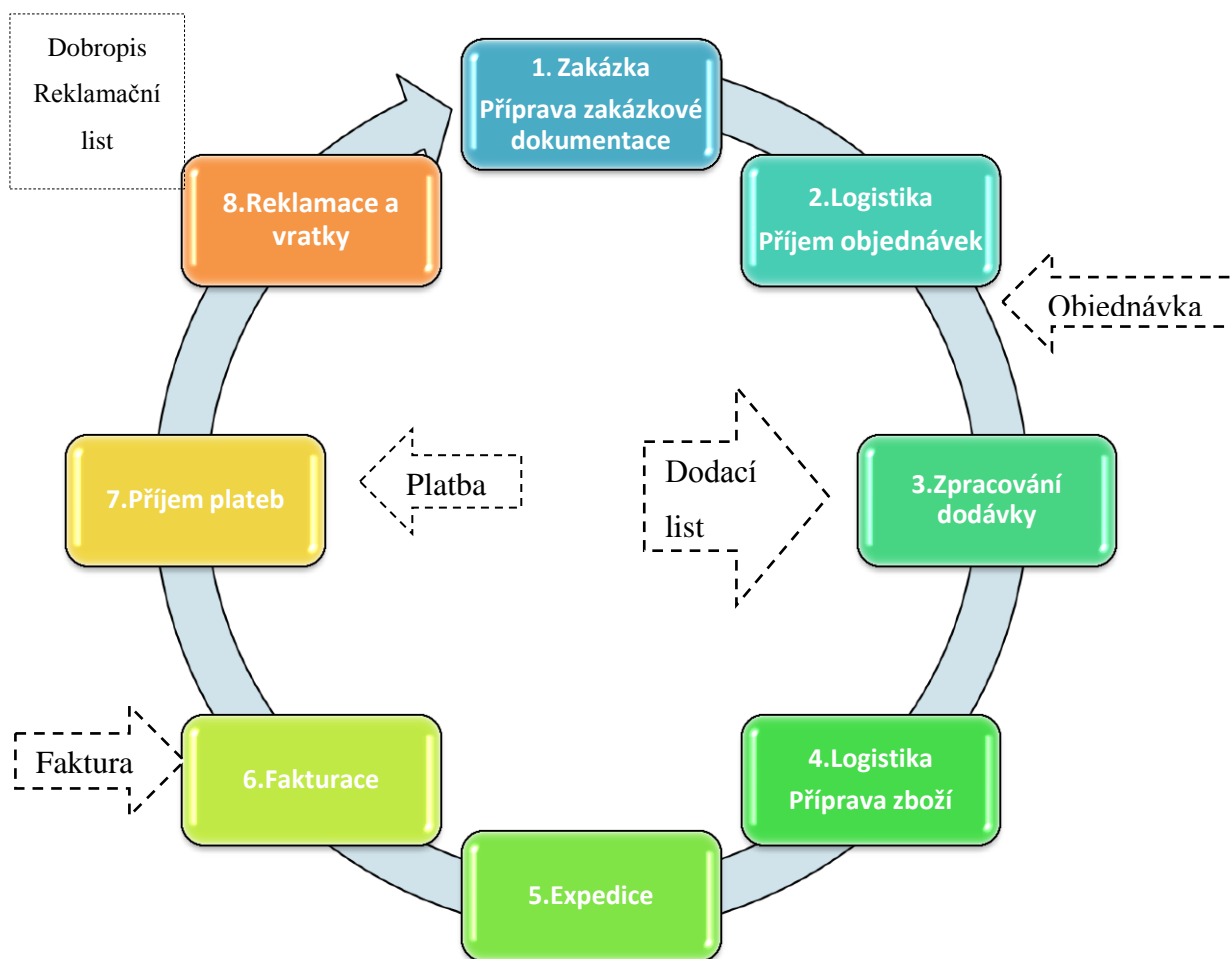 Dobropis
Reklamační
list
1. Zakázka
Příprava zakázkové
dokumentace
2.Logistika
Příjem objednávek
Objednávka
3.Zpracování
dodávky
Dodací
list
4.Logistika
Příprava zboží
5.Expedice
6.Fakturace
Faktura
7.Příjem plateb
Platba
8.Reklamace a
vratky